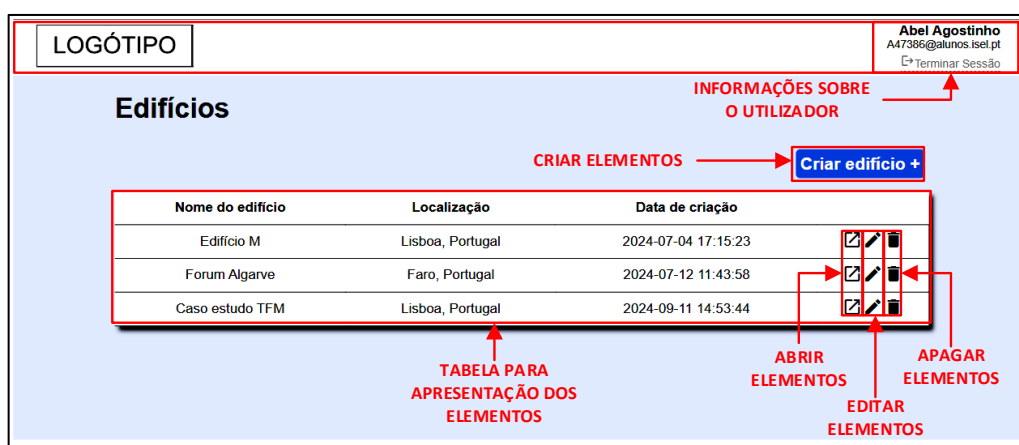 LOGÓTIPO
Abel Agostinho
A47386@alunos.isel.pt
Terminar Sessão
INFORMAÇÕES SOBRE
O UTILIZADOR
Edifícios
CRIAR ELEMENTOS
Criar edifício +
Nome do edifício Localização Data de criação
Edifício M Lisboa, Portugal 2024-07-04 17:15:23
Forum Algarve Faro, Portugal 2024-07-12 11:43:58
Caso estudo TFM Lisboa, Portugal 2024-09-11 14:53:44
TABELA PARA
APRESENTAÇÃO DOS
ELEMENTOS
ABRIR
ELEMENTOS
EDITAR
ELEMENTOS
APAGAR
ELEMENTOS